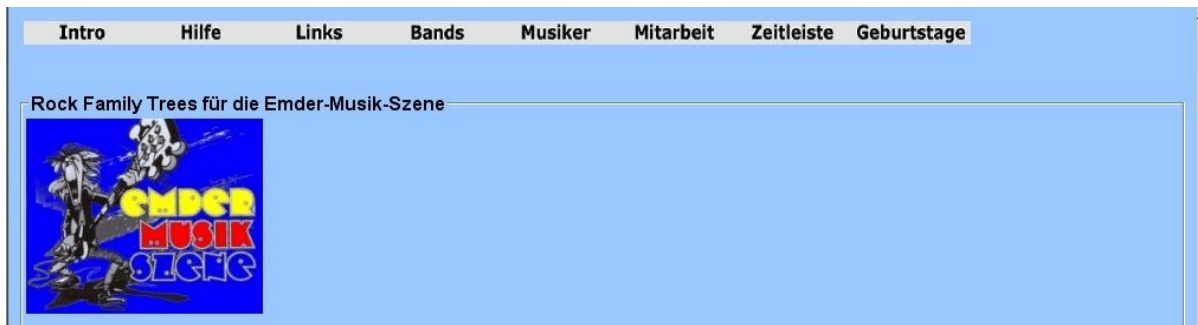 Intro Hilfe Links Bands Musiker Mitarbeit Zeitleiste Geburtstage
Rock Family Trees für die Emder-Musik-Szene
EMDER
MUSIK
SZENE